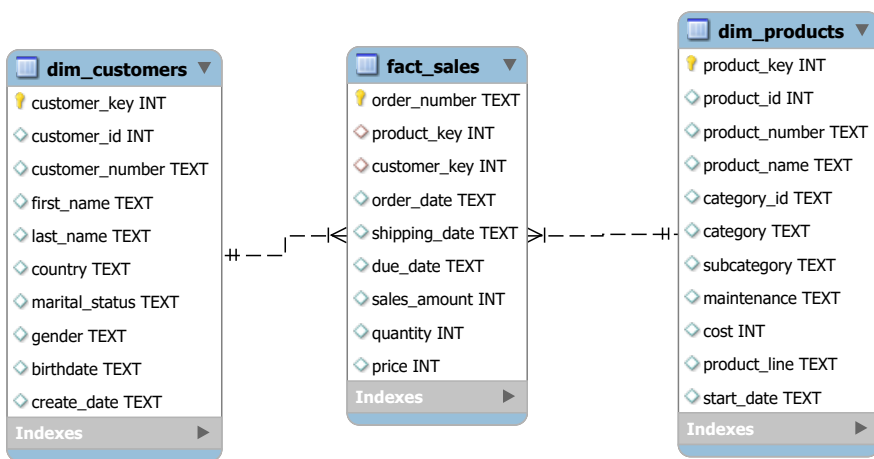 dim_customers
customer_key INT
customer_id INT
customer_number TEXT
first_name TEXT
last_name TEXT
country TEXT
marital_status TEXT
gender TEXT
birthdate TEXT
create_date TEXT
Indexes
fact_sales
order_number TEXT
product_key INT
customer_key INT
order_date TEXT
shipping_date TEXT
due_date TEXT
sales_amount INT
quantity INT
price INT
Indexes
dim_products
product_key INT
product_id INT
product_number TEXT
product_name TEXT
category_id TEXT
category TEXT
subcategory TEXT
maintenance TEXT
cost INT
product_line TEXT
start_date TEXT
Indexes